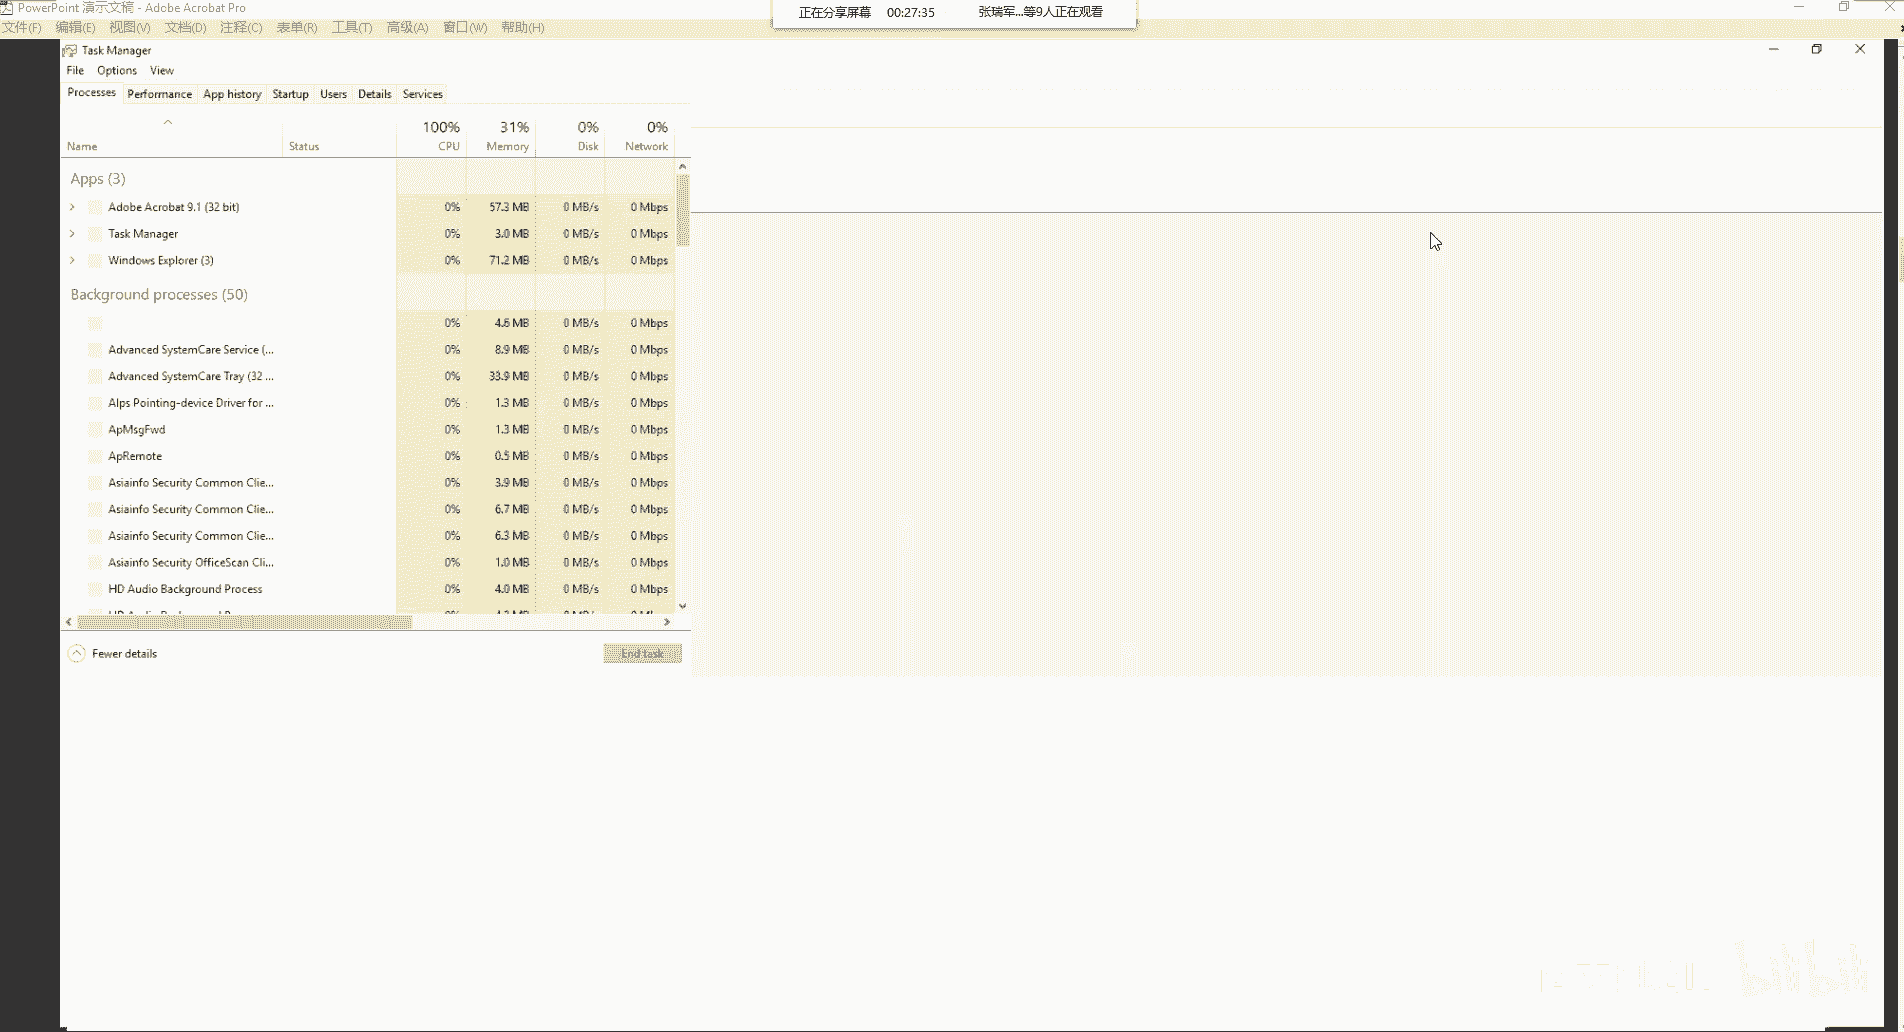 PowerPoint 演示文稿 - Adobe Acrobat Pro
正在分享屏幕 00:27:35 张瑞军...等9人正在观看
文件(F) 编辑(E) 视图(V) 文档(D) 注释(C) 表单(R) 工具(T) 高级(A) 窗口(W) 帮助(H)
Task Manager
File Options View
Processes Performance App history Startup Users Details Services
100% 31% 0% 0%
Name Status CPU Memory Disk Network
Apps (3)
Adobe Acrobat 9.1 (32 bit) 0% 57.3 MB 0 MB/s 0 Mbps
Task Manager 0% 3.0 MB 0 MB/s 0 Mbps
Windows Explorer (3) 0% 71.2 MB 0 MB/s 0 Mbps
Background processes (50)
0% 4.6 MB 0 MB/s 0 Mbps
Advanced SystemCare Service (... 0% 8.9 MB 0 MB/s 0 Mbps
Advanced SystemCare Tray (32 ... 0% 33.9 MB 0 MB/s 0 Mbps
Alps Pointing-device Driver for ... 0% 1.3 MB 0 MB/s 0 Mbps
ApMsgFwd 0% 1.3 MB 0 MB/s 0 Mbps
ApRemote 0% 0.5 MB 0 MB/s 0 Mbps
Asiainfo Security Common Clie... 0% 3.9 MB 0 MB/s 0 Mbps
Asiainfo Security Common Clie... 0% 6.7 MB 0 MB/s 0 Mbps
Asiainfo Security Common Clie... 0% 6.3 MB 0 MB/s 0 Mbps
Asiainfo Security OfficeScan Cli... 0% 1.0 MB 0 MB/s 0 Mbps
HD Audio Background Process 0% 4.0 MB 0 MB/s 0 Mbps
Fewer details End task